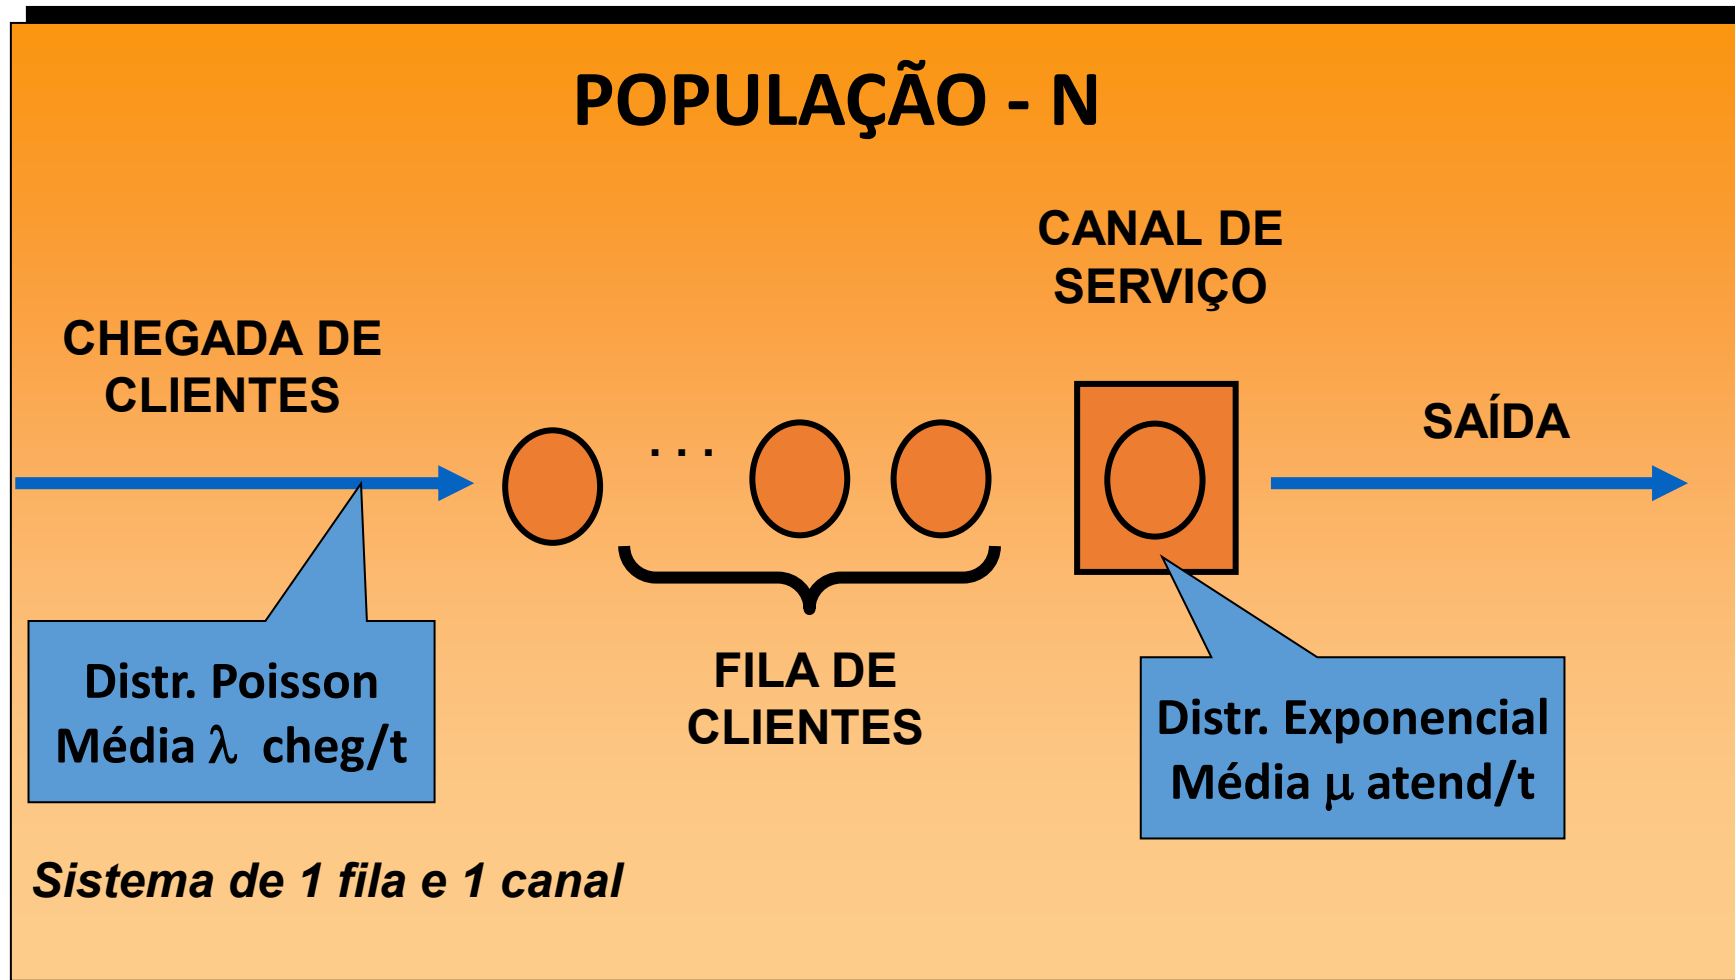 POPULAÇÃO - N
CANAL DE
SERVIÇO
CHEGADA DE
CLIENTES
. . .
SAÍDA
Distr. Poisson
Média λ cheg/t
FILA DE
CLIENTES
Distr. Exponencial
Média μ atend/t
Sistema de 1 fila e 1 canal